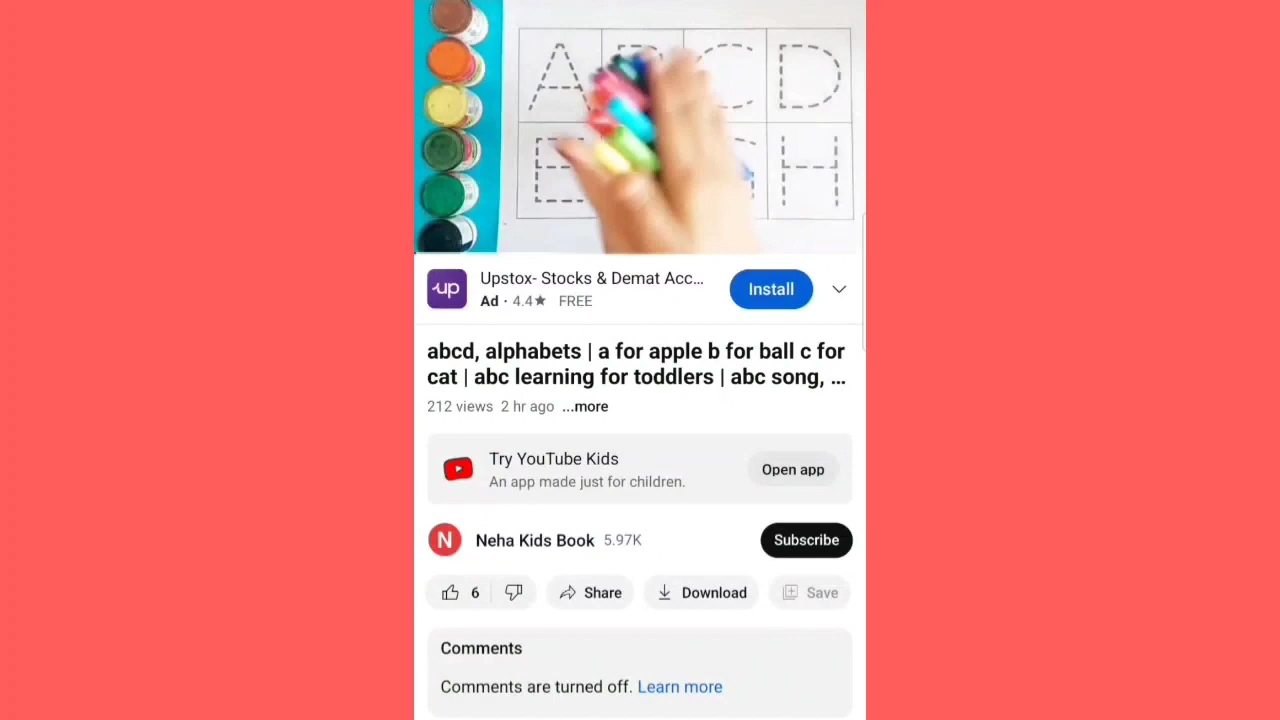 A B C D
E H
up
Upstox- Stocks & Demat Acc...
Ad · 4.4★ FREE
Install
abcd, alphabets | a for apple b for ball c for
cat | abc learning for toddlers | abc song, ...
212 views 2 hr ago ...more
Try YouTube Kids
An app made just for children.
Open app
N
Neha Kids Book 5.97K
Subscribe
6 Share Download Save
Comments
Comments are turned off. Learn more